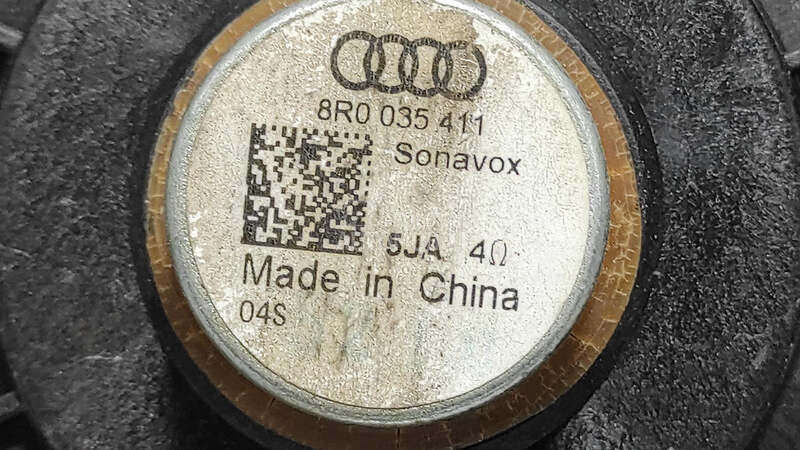 8R0 035 411
Sonavox
5JA 4Ω
Made in China
04S